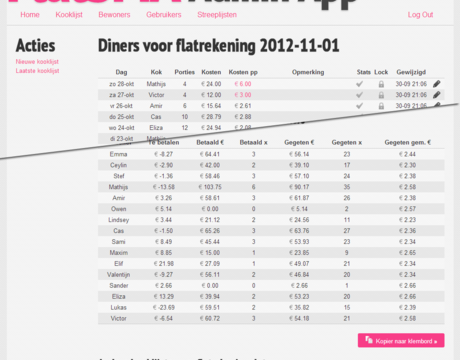 Home Kooklijst Bewoners Gebruikers Streeplijsten Log Out
Acties
Nieuwe kooklijst
Laatste kooklijst
Diners voor flatrekening 2012-11-01
Dag Kok Porties Kosten Kosten pp Opmerking Stats Lock Gewijzigd
zo 28-okt Mathijs 4 € 24.00 € 6.00 30-09 21:06
za 27-okt Victor 4 € 12.00 € 3.00 30-09 21:06
vr 26-okt Amir 6 € 15.64 € 2.61 30-09 21:06
do 25-okt Cas 10 € 28.79 € 2.88
wo 24-okt Eliza 12 € 24.94 € 2.08
di 23-okt
Te betalen Betaald € Betaald x Gegeten € Gegeten x Gegeten gem. €
Emma € -8.27 € 64.41 3 € 56.14 23 € 2.44
Ceylin € -2.90 € 42.00 2 € 39.10 17 € 2.30
Stef € -1.36 € 58.46 3 € 57.10 24 € 2.38
Mathijs € -13.58 € 103.75 6 € 90.17 35 € 2.58
Amir € 3.26 € 58.61 3 € 61.87 26 € 2.38
Owen € 5.14 € 0.00 0 € 5.14 2 € 2.57
Lindsey € 3.44 € 21.12 2 € 24.56 11 € 2.23
Cas € -1.50 € 65.26 3 € 63.76 27 € 2.36
Sami € 8.49 € 45.44 3 € 53.93 23 € 2.34
Maxim € 8.85 € 15.00 1 € 23.85 9 € 2.65
Elif € 21.98 € 27.09 1 € 49.07 21 € 2.34
Valentijn € -9.27 € 56.11 2 € 46.84 20 € 2.34
Sander € 2.66 € 0.00 0 € 2.66 1 € 2.66
Eliza € 13.29 € 39.94 2 € 53.23 20 € 2.66
Lukas € -23.69 € 59.51 2 € 35.82 15 € 2.39
Victor € -6.54 € 60.72 3 € 54.18 21 € 2.58
Kopier naar klembord »